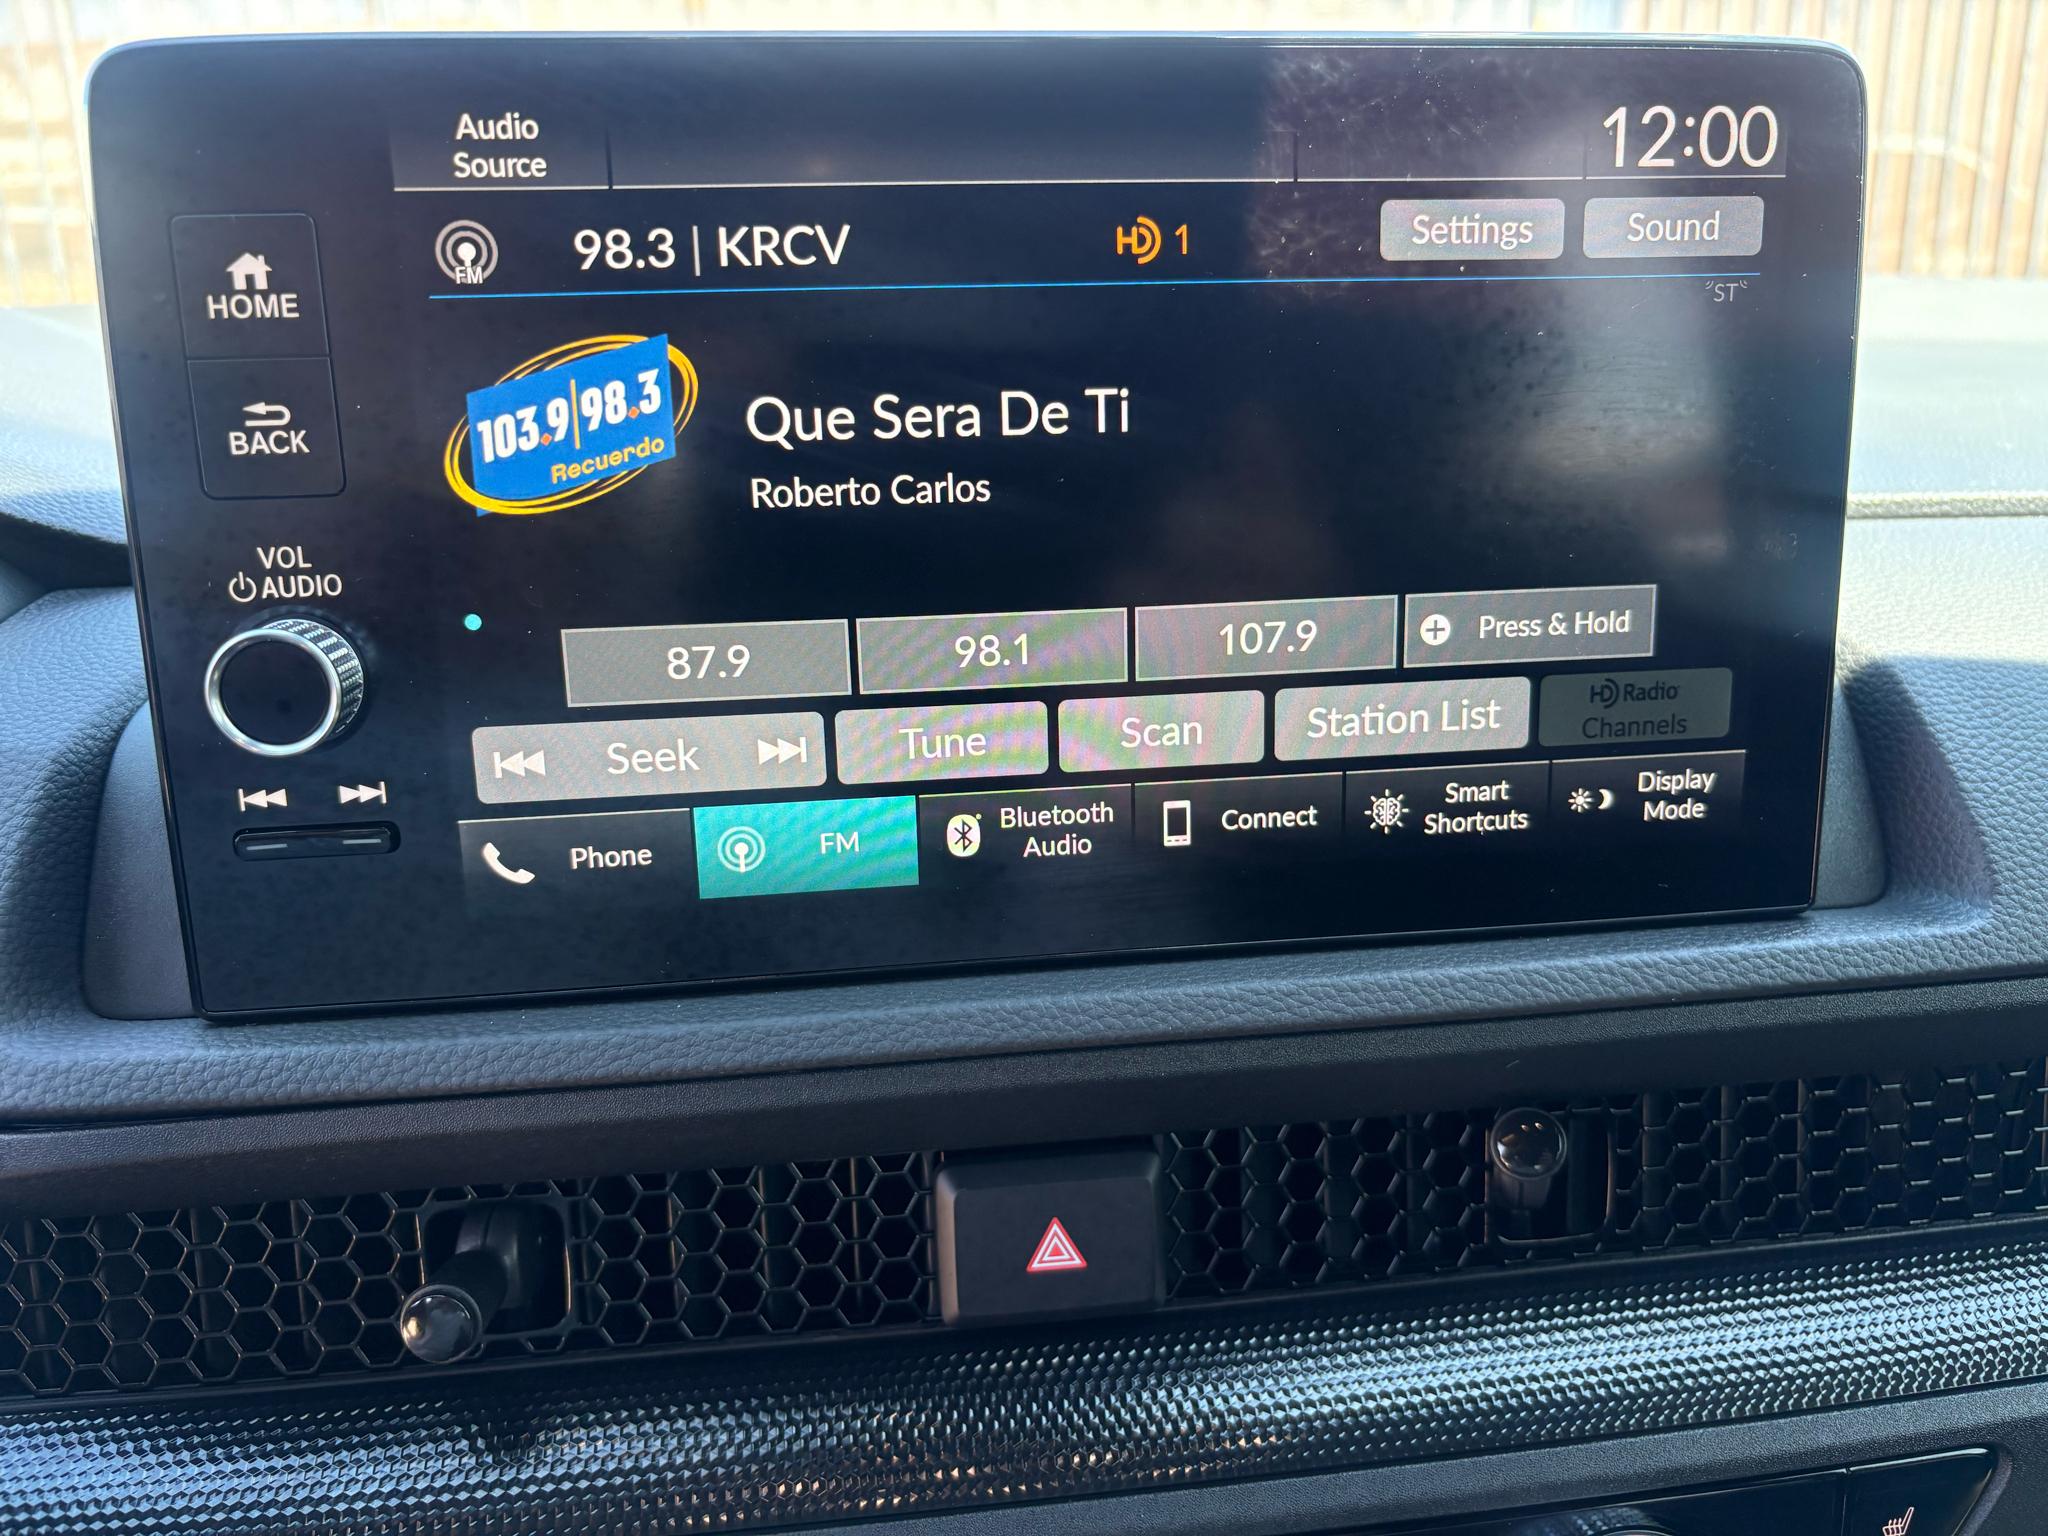 Audio
Source
12:00
FM
98.3 | KRCV
HD 1
Settings
Sound
"ST"
HOME
BACK
103.9|98.3
Recuerdo
Que Sera De Ti
Roberto Carlos
VOL
AUDIO
87.9
98.1
107.9
Press & Hold
Seek
Tune
Scan
Station List
HD Radio
Channels
Phone
FM
Bluetooth
Audio
Connect
Smart
Shortcuts
Display
Mode